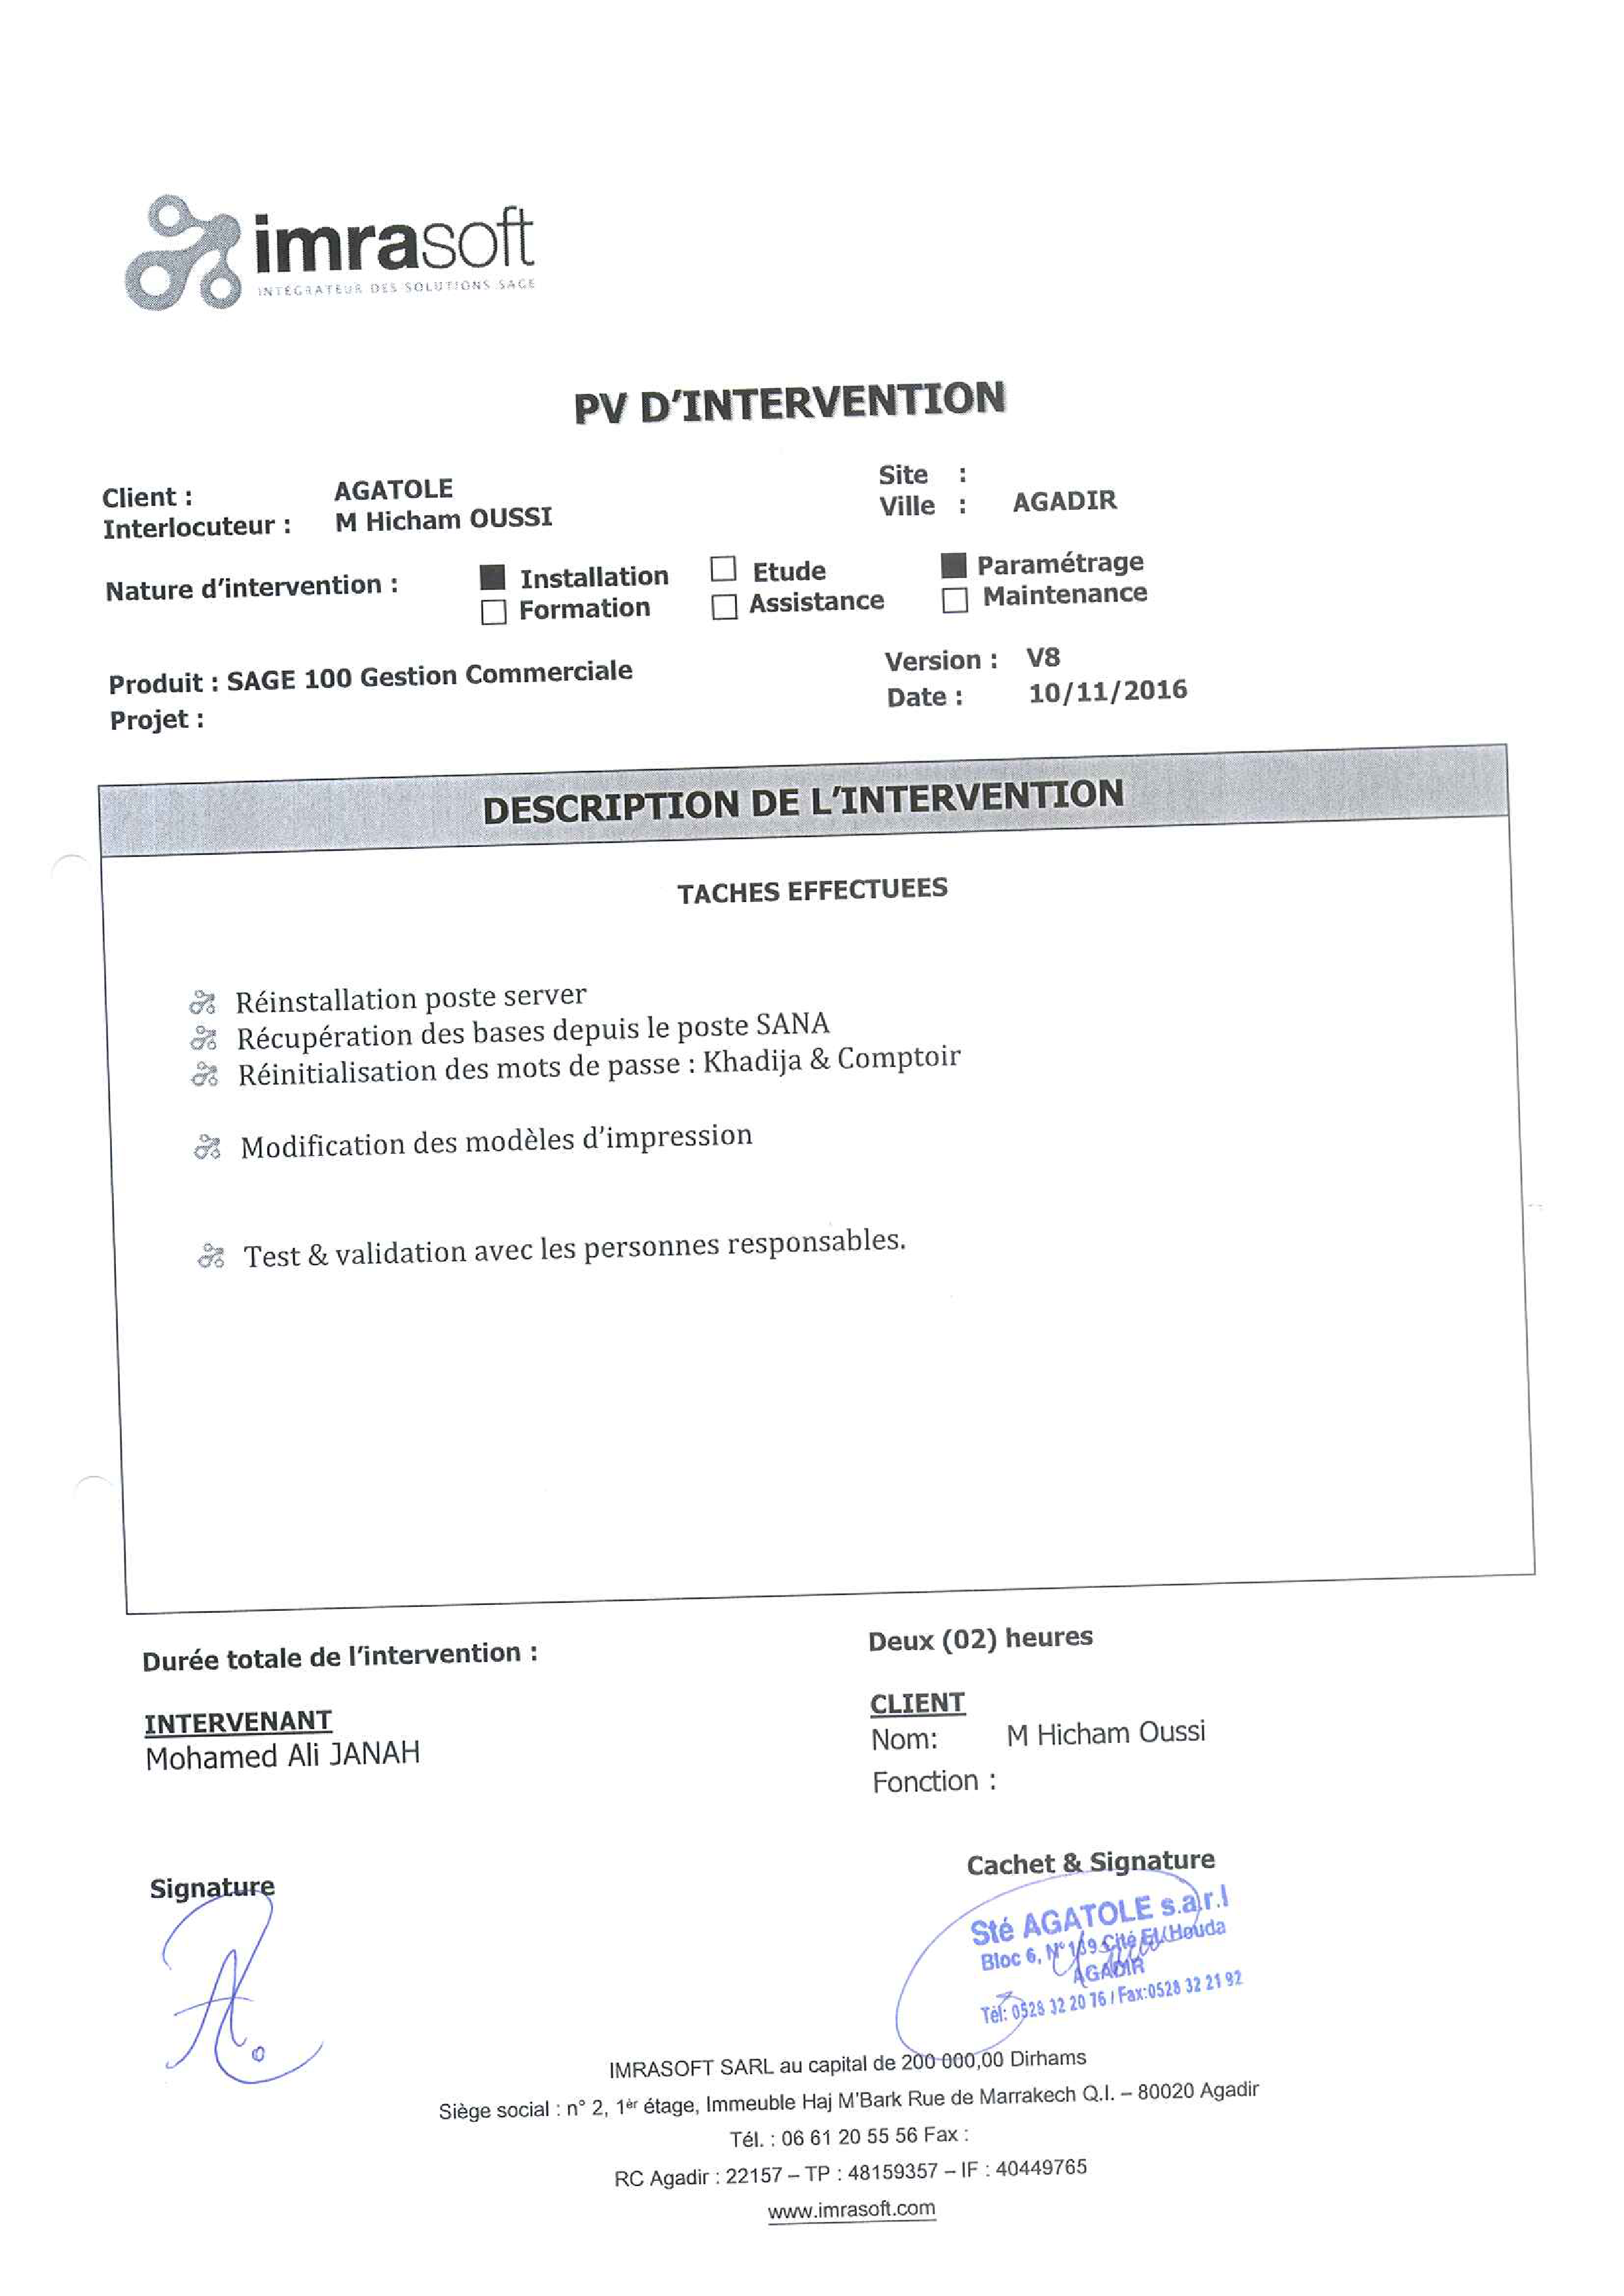 imrasoft
INTEGRATEUR DES SOLUTIONS SAGE
PV D'INTERVENTION
Client : AGATOLE Site :
Interlocuteur : M Hicham OUSSI Ville : AGADIR
Nature d'intervention : ■ Installation □ Etude ■ Paramétrage
□ Formation □ Assistance □ Maintenance
Produit : SAGE 100 Gestion Commerciale Version : V8
Projet : Date : 10/11/2016
DESCRIPTION DE L'INTERVENTION
TACHES EFFECTUEES
Réinstallation poste server
Récupération des bases depuis le poste SANA
Réinitialisation des mots de passe : Khadija & Comptoir
Modification des modèles d'impression
Test & validation avec les personnes responsables.
Durée totale de l'intervention : Deux (02) heures
INTERVENANT CLIENT
Mohamed Ali JANAH Nom: M Hicham Oussi
Fonction :
Signature Cachet & Signature
Sté AGATOLE s.a.r.l
Bloc 6, N° 139 Cité El Houda
AGADIR
Tél: 0528 32 20 76 / Fax:0528 32 21 92
IMRASOFT SARL au capital de 200 000,00 Dirhams
Siège social : n° 2, 1èr étage, Immeuble Haj M'Bark Rue de Marrakech Q.I. – 80020 Agadir
Tél. : 06 61 20 55 56 Fax :
RC Agadir : 22157 – TP : 48159357 – IF : 40449765
www.imrasoft.com